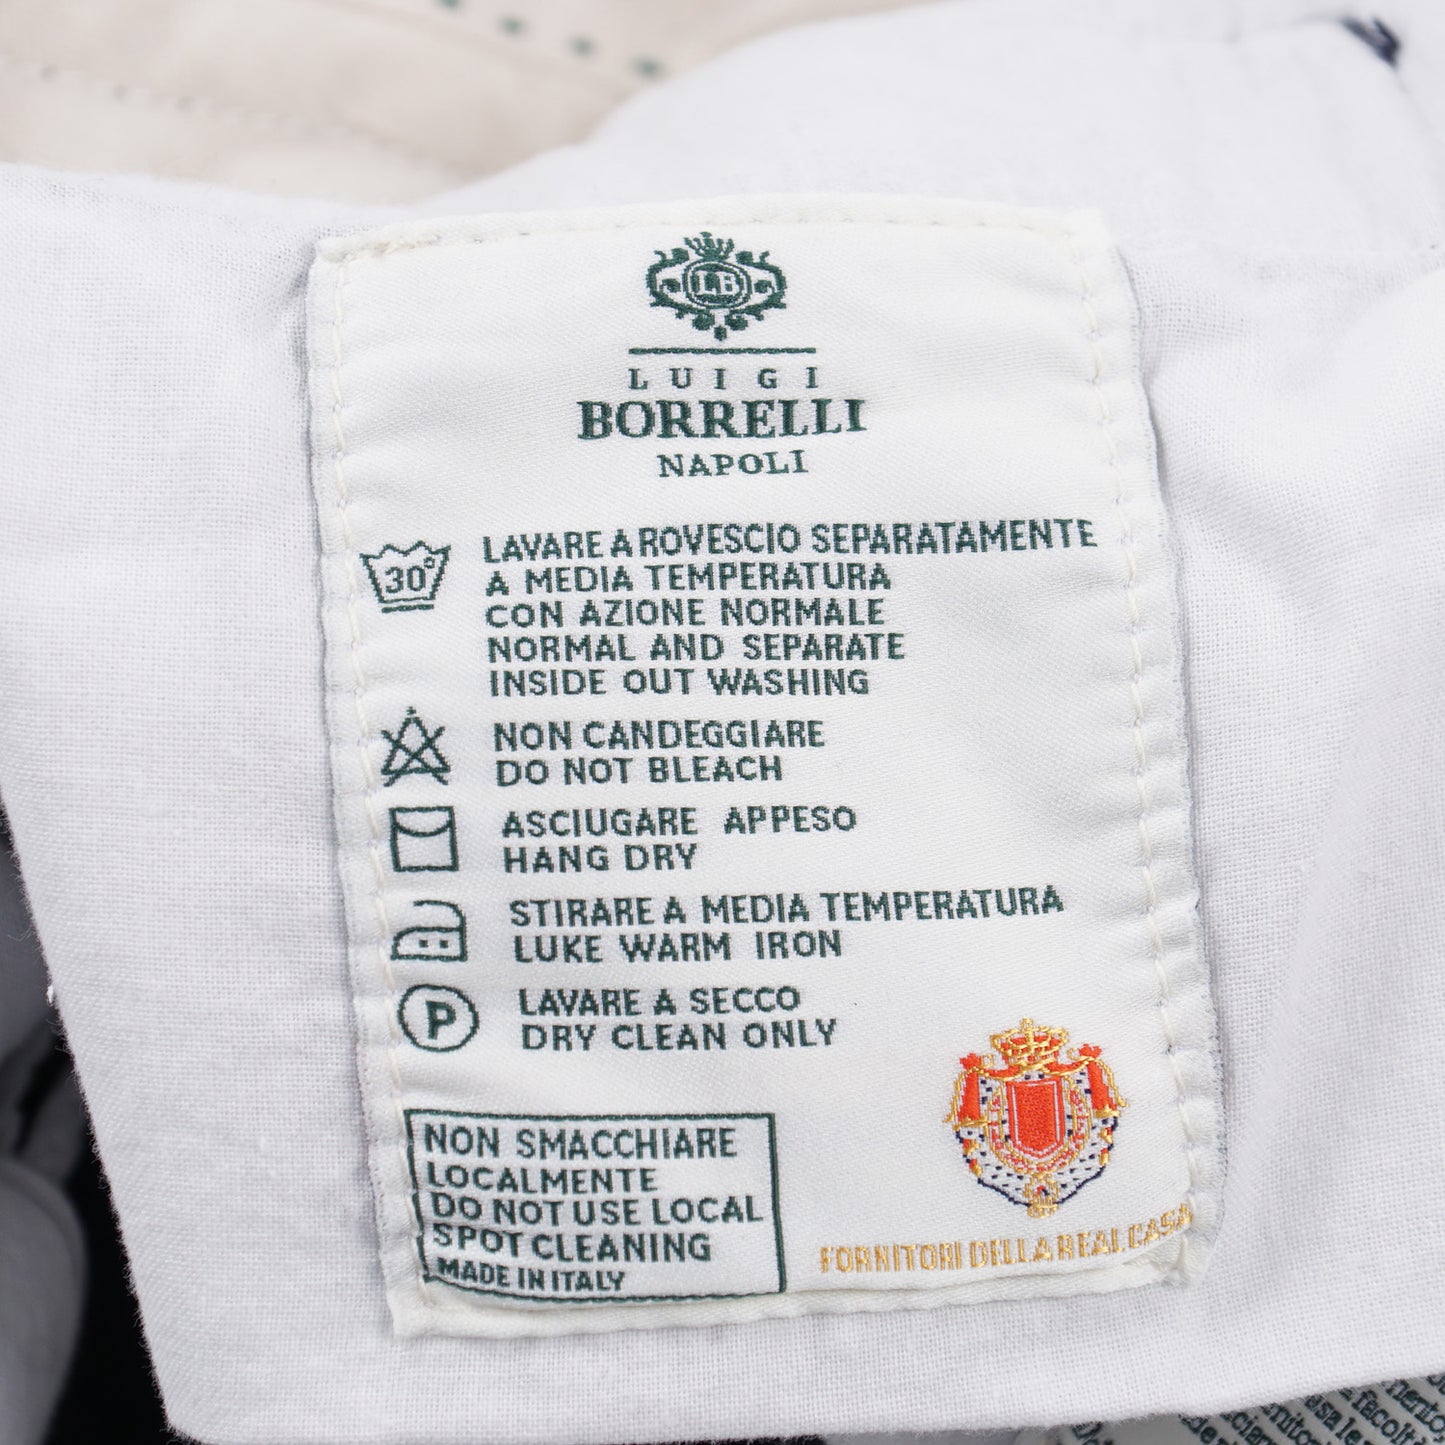 LB
LUIGI
BORRELLI
NAPOLI
30°
LAVARE A ROVESCIO SEPARATAMENTE
A MEDIA TEMPERATURA
CON AZIONE NORMALE
NORMAL AND SEPARATE
INSIDE OUT WASHING
NON CANDEGGIARE
DO NOT BLEACH
ASCIUGARE APPESO
HANG DRY
STIRARE A MEDIA TEMPERATURA
LUKE WARM IRON
P
LAVARE A SECCO
DRY CLEAN ONLY
NON SMACCHIARE
LOCALMENTE
DO NOT USE LOCAL
SPOT CLEANING
MADE IN ITALY
FORNITORI DELLA REAL CASA